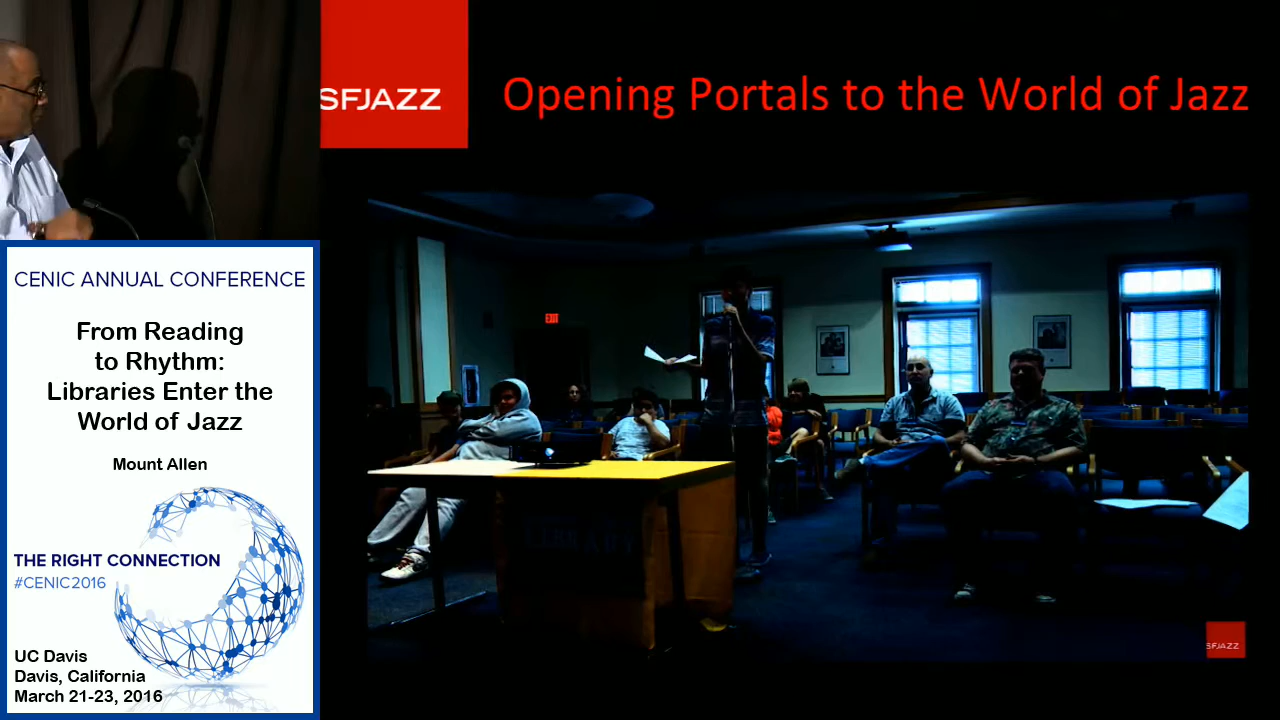 SFJAZZ
Opening Portals to the World of Jazz
CENIC ANNUAL CONFERENCE
From Reading
to Rhythm:
Libraries Enter the
World of Jazz
Mount Allen
THE RIGHT CONNECTION
#CENIC2016
UC Davis
Davis, California
March 21-23, 2016
EXIT
LIBRARY
SFJAZZ